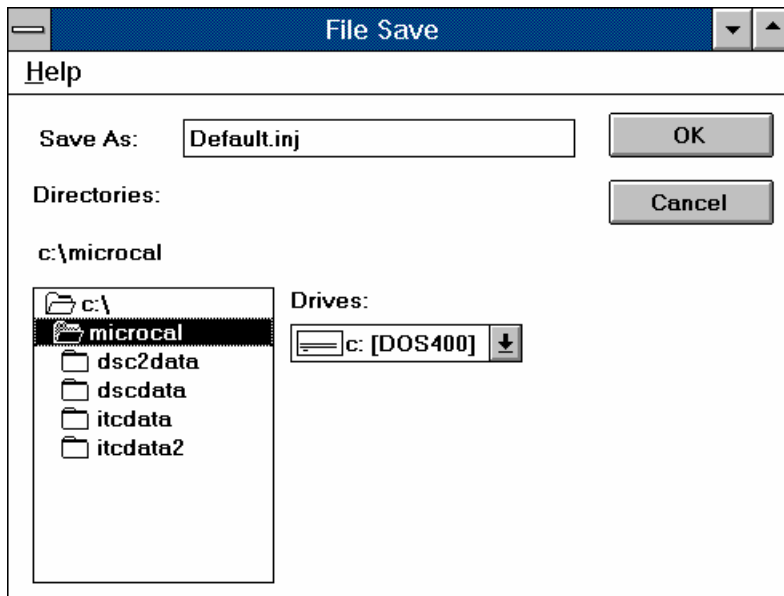 File Save
Help
Save As:
Default.inj
OK
Directories:
Cancel
c:\microcal
c:\
Drives:
microcal
c: [DOS400]
dsc2data
dscdata
itcdata
itcdata2